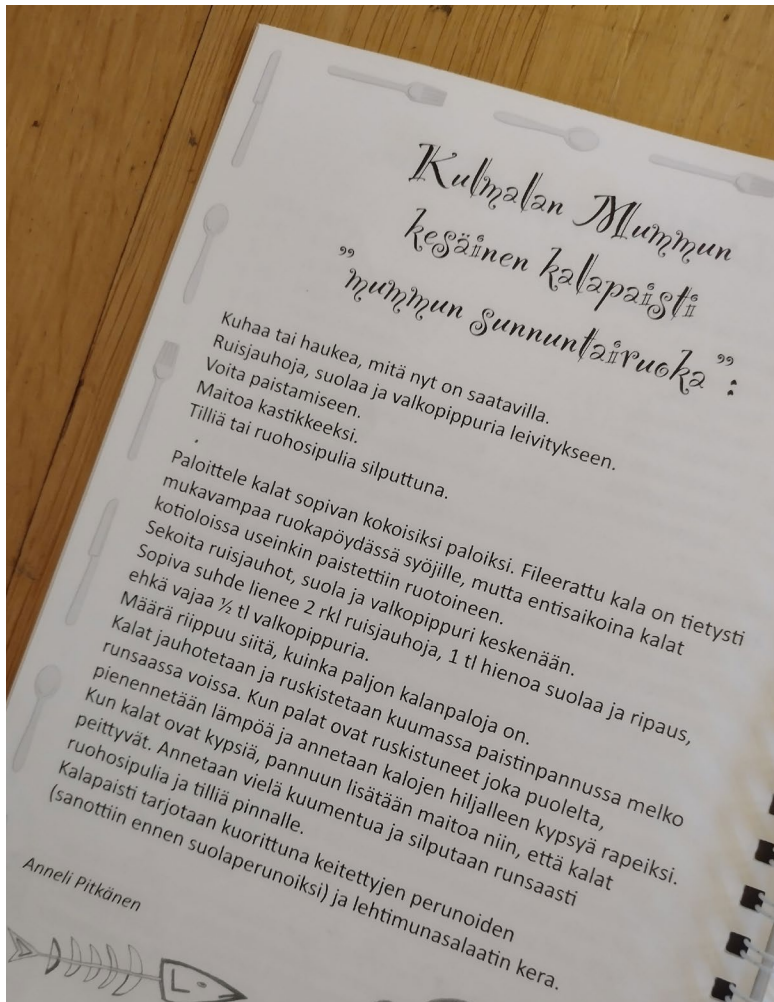 Kulmalan Mummun
kesäinen kalapaisti
”mummun sunnuntairuoka”:
Kuhaa tai haukea, mitä nyt on saatavilla.
Ruisjauhoja, suolaa ja valkopippuria leivitykseen.
Voita paistamiseen.
Maitoa kastikkeeksi.
Tilliä tai ruohosipulia silputtuna.
Paloittele kalat sopivan kokoisiksi paloiksi. Fileerattu kala on tietysti
mukavampaa ruokapöydässä syöjille, mutta entisaikoina kalat
kotioloissa useinkin paistettiin ruotoineen.
Sekoita ruisjauhot, suola ja valkopippuri keskenään.
Sopiva suhde lienee 2 rkl ruisjauhoja, 1 tl hienoa suolaa ja ripaus,
ehkä vajaa ½ tl valkopippuria.
Määrä riippuu siitä, kuinka paljon kalanpaloja on.
Kalat jauhotetaan ja ruskistetaan kuumassa paistinpannussa melko
runsaassa voissa. Kun palat ovat ruskistuneet joka puolelta,
pienennetään lämpöä ja annetaan kalojen hiljalleen kypsyä rapeiksi.
Kun kalat ovat kypsiä, pannuun lisätään maitoa niin, että kalat
peittyvät. Annetaan vielä kuumentua ja silputaan runsaasti
ruohosipulia ja tilliä pinnalle.
Kalapaisti tarjotaan kuorittuna keitettyjen perunoiden
(sanottiin ennen suolaperunoiksi) ja lehtimunasalaatin kera.
Anneli Pitkänen